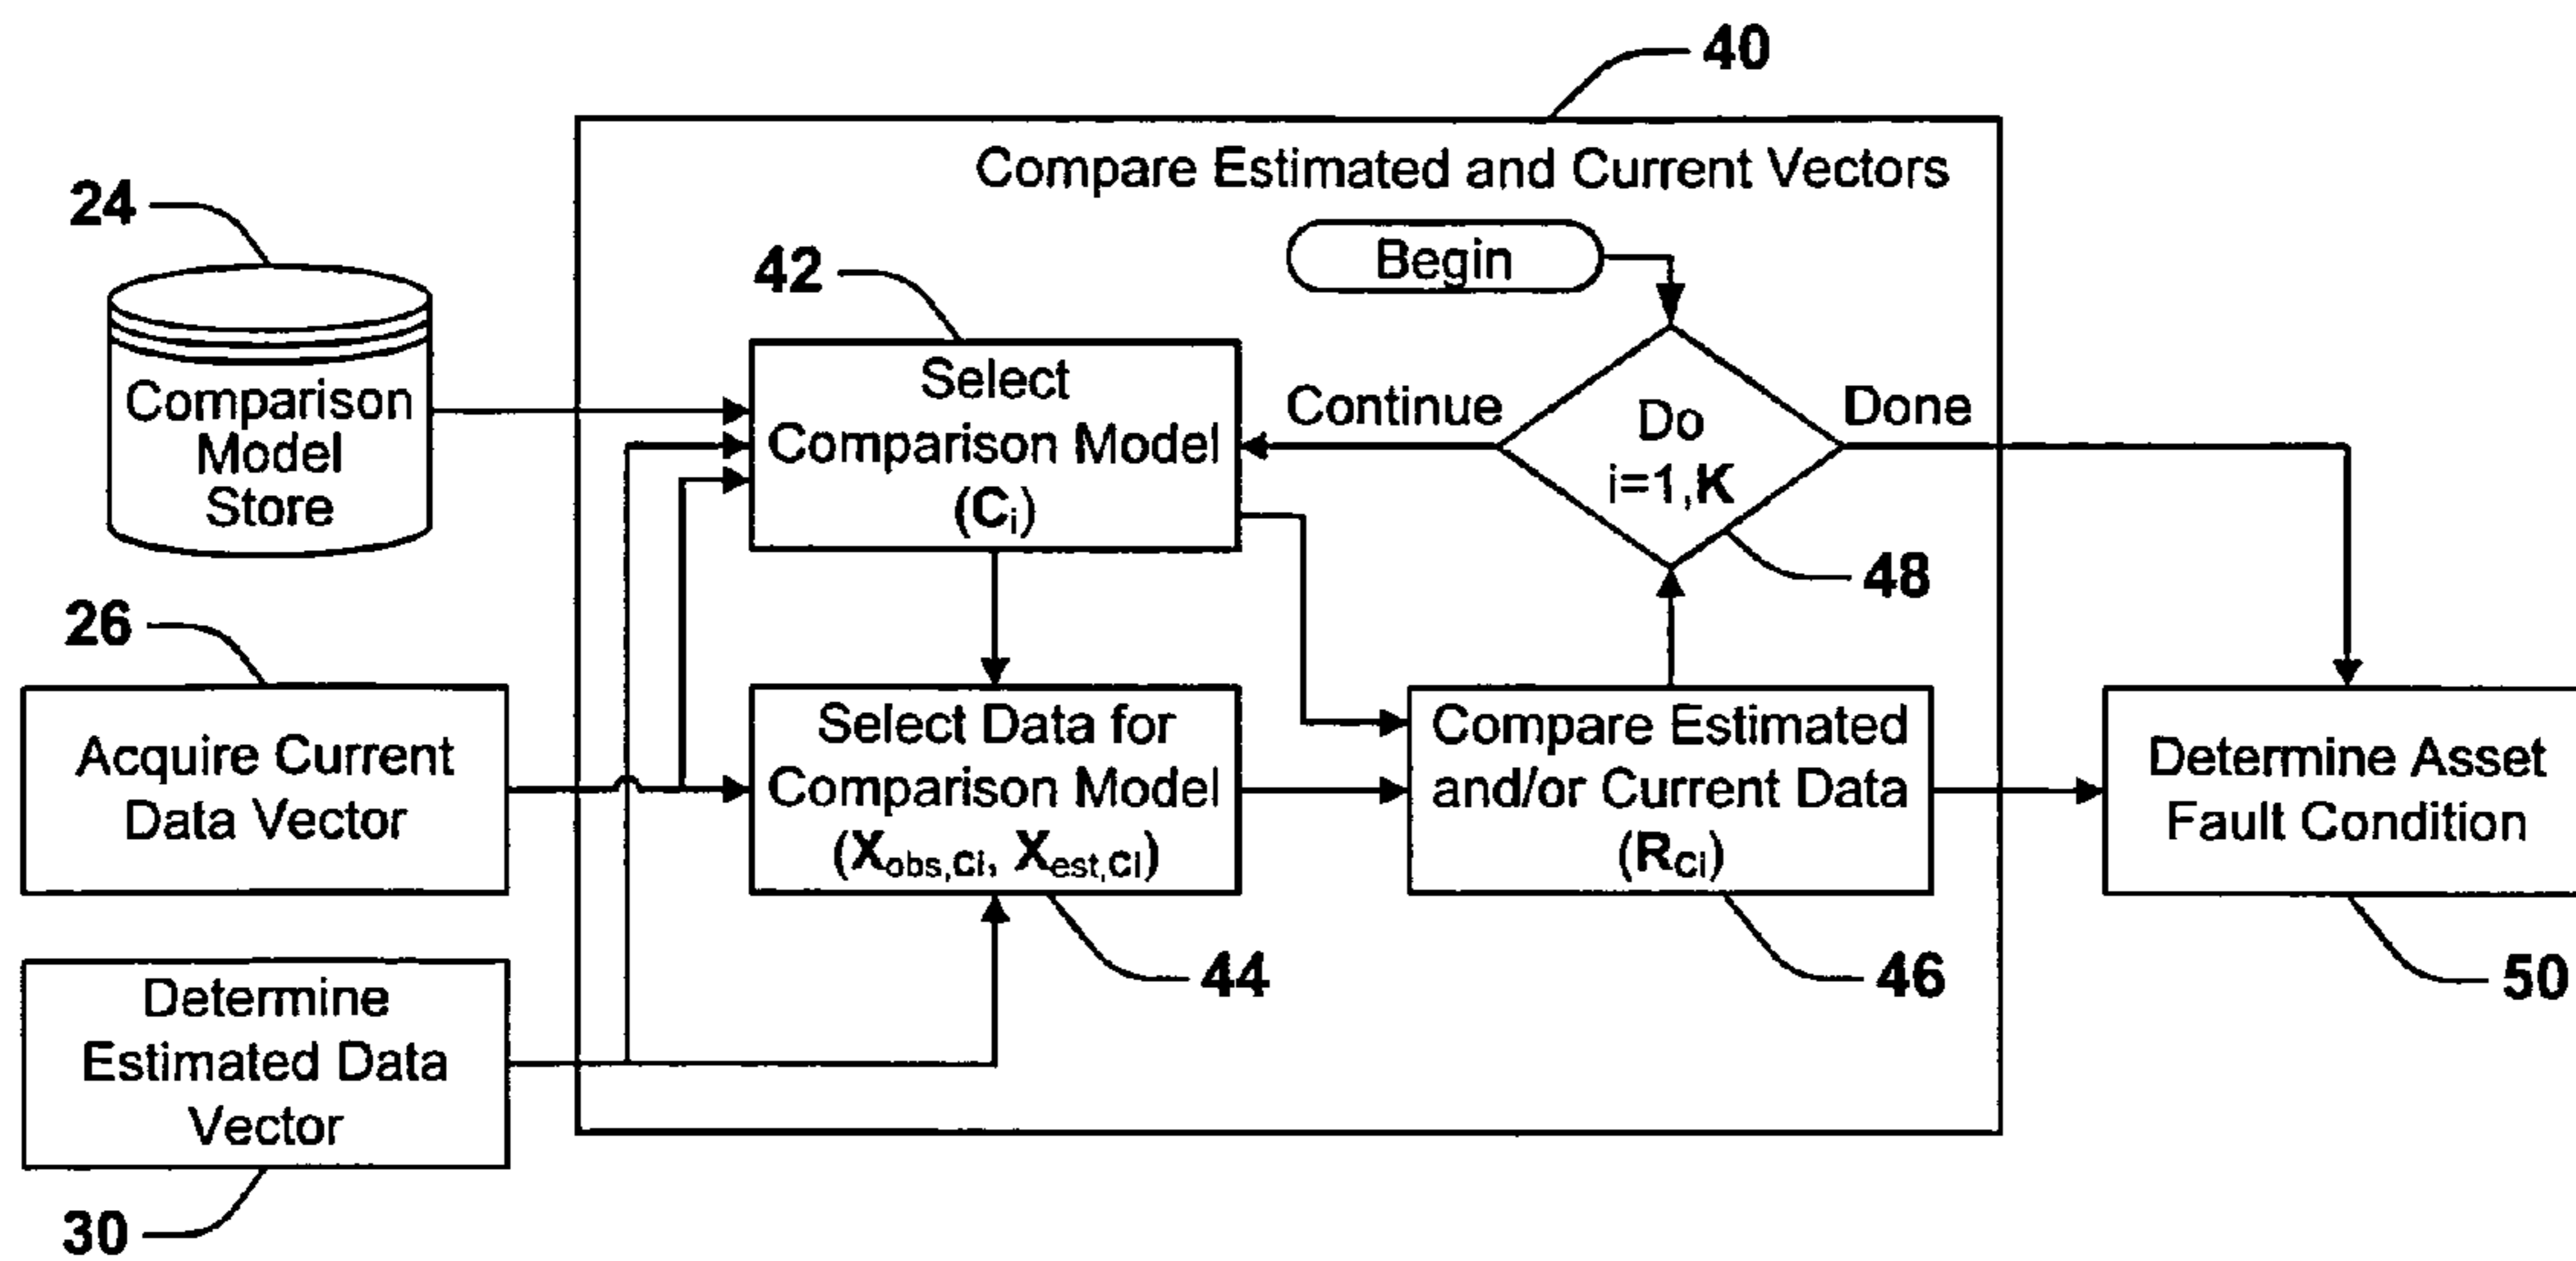 40
Compare Estimated and Current Vectors
24
42
Begin
Comparison
Model
Store
Select
Comparison Model
(Ci)
Continue
Do
i=1,K
Done
48
26
Acquire Current
Data Vector
Select Data for
Comparison Model
(Xobs,Ci, Xest,Ci)
Compare Estimated
and/or Current Data
(RCi)
Determine Asset
Fault Condition
44
46
50
Determine
Estimated Data
Vector
30